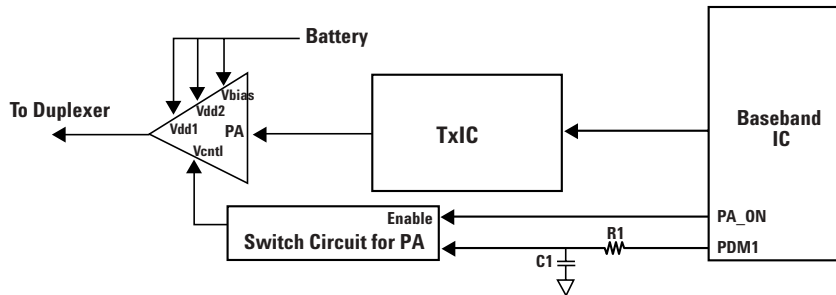 Battery
To Duplexer
Vdd1
Vdd2
Vbias
PA
Vcntl
TxIC
Baseband
IC
Enable
Switch Circuit for PA
PA_ON
R1
PDM1
C1